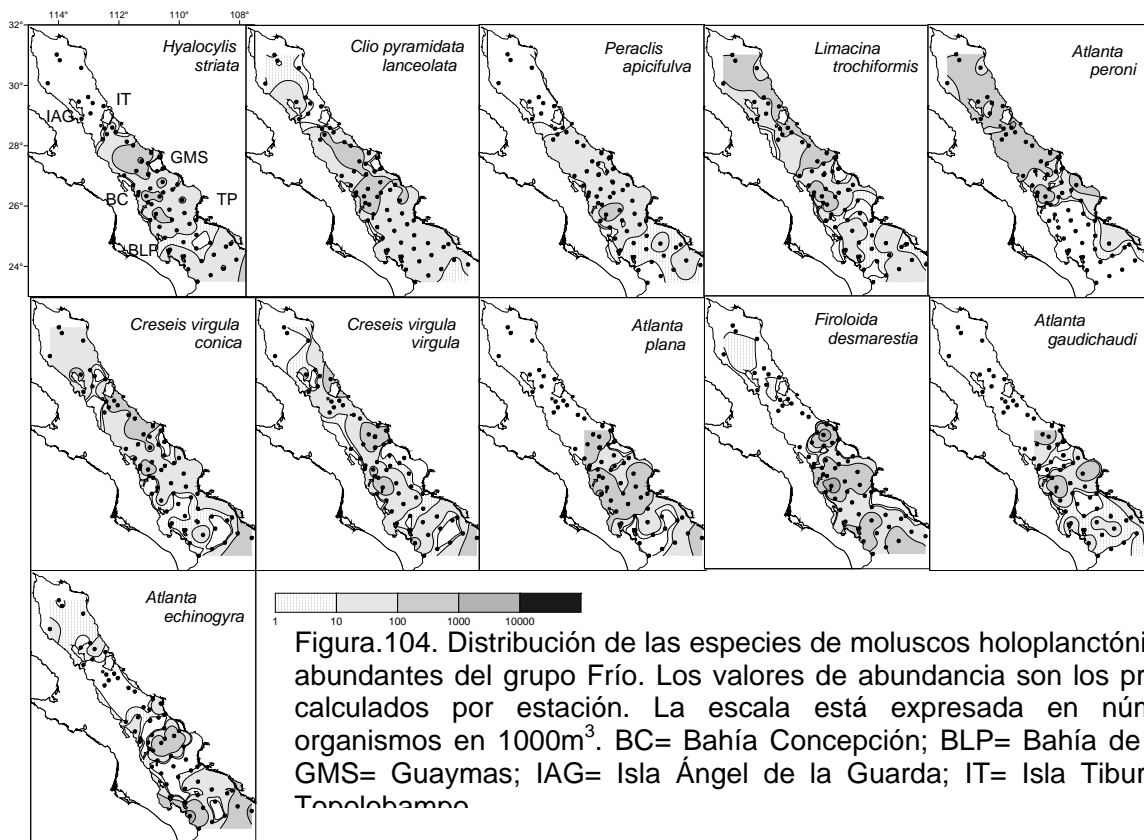 114° 112° 110° 108°
32°
30°
28°
26°
24°
Hyalocylis
striata
IT
IAG
GMS
BC
TP
BLP
Clio pyramidata
lanceolata
Peraclis
apicifulva
Limacina
trochiformis
Atlanta
peroni
Creseis virgula
conica
Creseis virgula
virgula
Atlanta
plana
Firoloida
desmarestia
Atlanta
gaudichaudi
Atlanta
echinogyra
1 10 100 1000 10000
Figura.104. Distribución de las especies de moluscos holoplanctóni
abundantes del grupo Frío. Los valores de abundancia son los pr
calculados por estación. La escala está expresada en nún
organismos en 1000m³. BC= Bahía Concepción; BLP= Bahía de
GMS= Guaymas; IAG= Isla Ángel de la Guarda; IT= Isla Tibur
Topolobampo